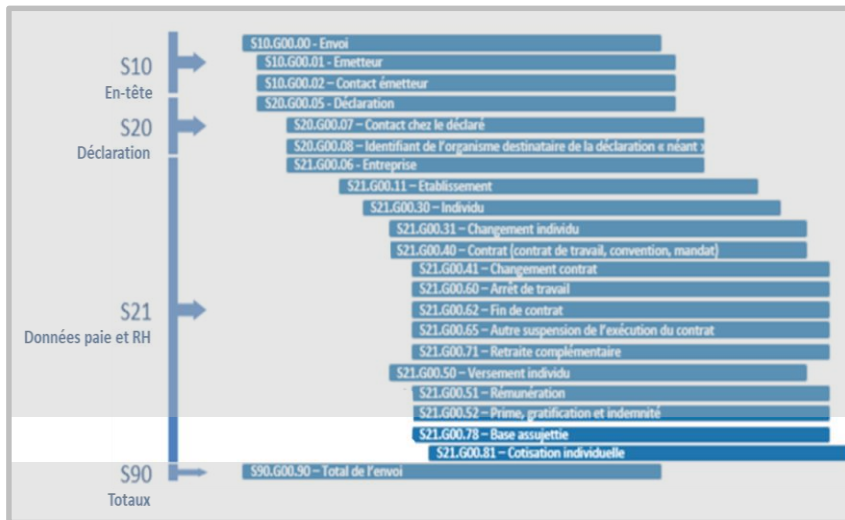 S10
En-tête
S20
Déclaration
S21
Données paie et RH
S90
Totaux
S10.G00.00 - Envoi
S10.G00.01 - Emetteur
S10.G00.02 – Contact émetteur
S20.G00.05 - Déclaration
S20.G00.07 – Contact chez le déclaré
S20.G00.08 – Identifiant de l'organisme destinataire de la déclaration « néant »
S21.G00.06 - Entreprise
S21.G00.11 – Etablissement
S21.G00.30 – Individu
S21.G00.31 – Changement individu
S21.G00.40 – Contrat (contrat de travail, convention, mandat)
S21.G00.41 – Changement contrat
S21.G00.60 – Arrêt de travail
S21.G00.62 – Fin de contrat
S21.G00.65 – Autre suspension de l'exécution du contrat
S21.G00.71 – Retraite complémentaire
S21.G00.50 – Versement individu
S21.G00.51 – Rémunération
S21.G00.52 – Prime, gratification et indemnité
S21.G00.78 – Base assujettie
S21.G00.81 – Cotisation individuelle
S90.G00.90 – Total de l'envoi